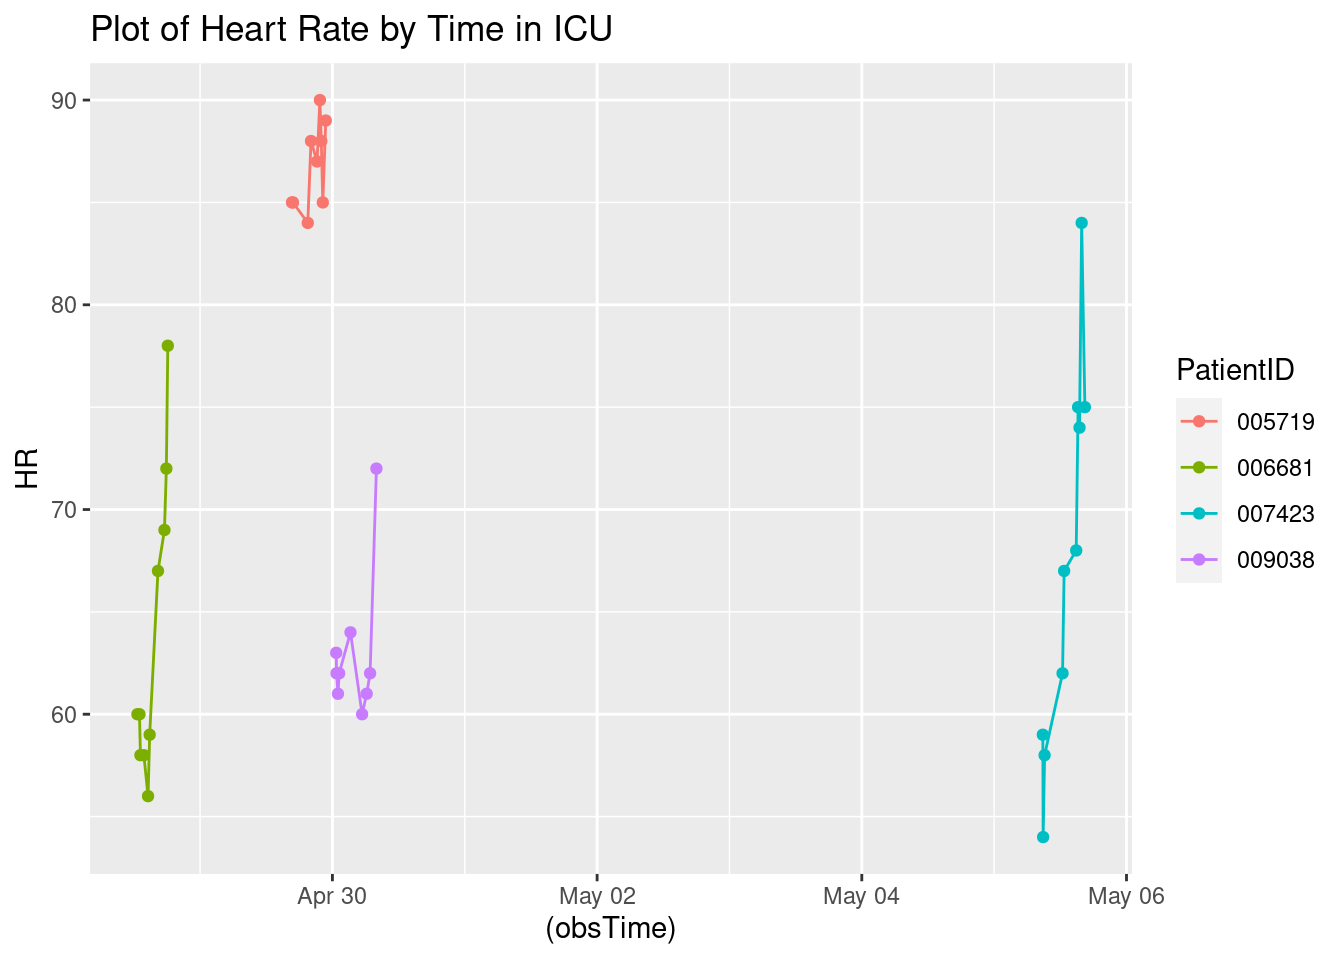 Plot of Heart Rate by Time in ICU
90
80
70
60
HR
Apr 30
May 02
May 04
May 06
(obsTime)
PatientID
005719
006681
007423
009038